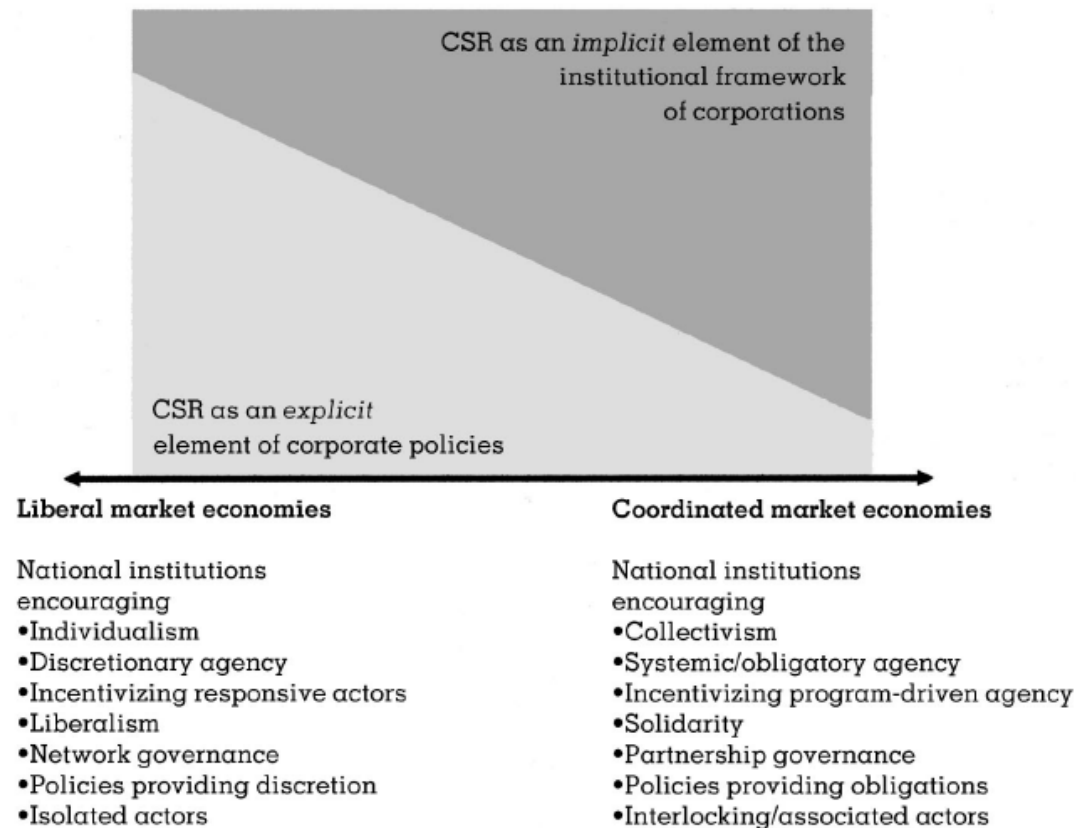 CSR as an implicit element of the
institutional framework
of corporations
CSR as an explicit
element of corporate policies
Liberal market economies
National institutions
encouraging
•Individualism
•Discretionary agency
•Incentivizing responsive actors
•Liberalism
•Network governance
•Policies providing discretion
•Isolated actors
Coordinated market economies
National institutions
encouraging
•Collectivism
•Systemic/obligatory agency
•Incentivizing program-driven agency
•Solidarity
•Partnership governance
•Policies providing obligations
•Interlocking/associated actors